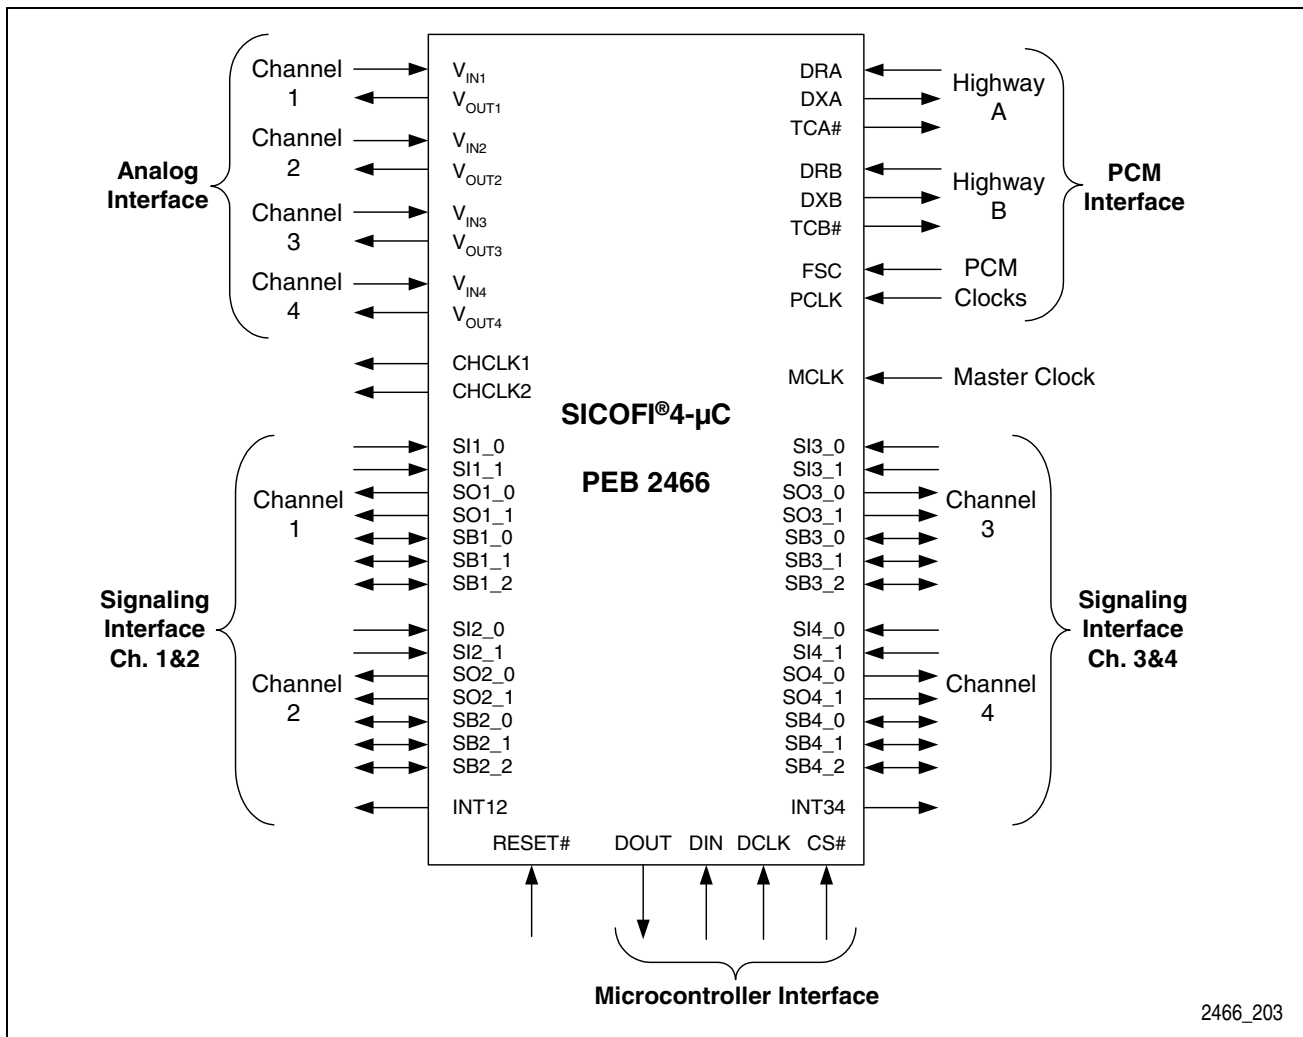 Analog
Interface
Channel
1
Channel
2
Channel
3
Channel
4
VIN1
VOUT1
VIN2
VOUT2
VIN3
VOUT3
VIN4
VOUT4
CHCLK1
CHCLK2
DRA
DXA
TCA#
DRB
DXB
TCB#
FSC
PCLK
MCLK
Highway
A
Highway
B
PCM
Clocks
Master Clock
PCM
Interface
SICOFI®4-µC
PEB 2466
Signaling
Interface
Ch. 1&2
Channel
1
Channel
2
SI1_0
SI1_1
SO1_0
SO1_1
SB1_0
SB1_1
SB1_2
SI2_0
SI2_1
SO2_0
SO2_1
SB2_0
SB2_1
SB2_2
INT12
SI3_0
SI3_1
SO3_0
SO3_1
SB3_0
SB3_1
SB3_2
SI4_0
SI4_1
SO4_0
SO4_1
SB4_0
SB4_1
SB4_2
INT34
Channel
3
Channel
4
Signaling
Interface
Ch. 3&4
RESET# DOUT DIN DCLK CS#
Microcontroller Interface
2466_203